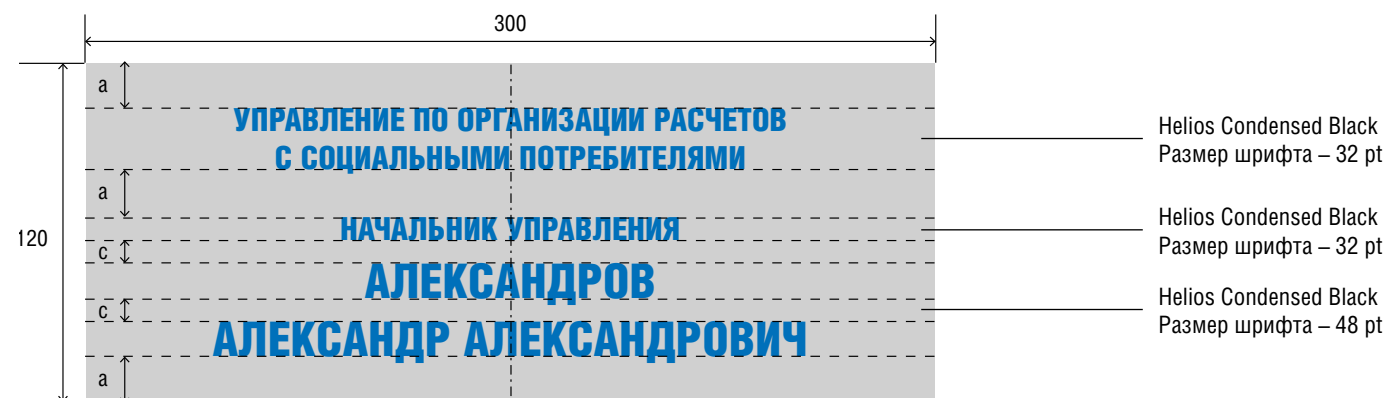 300
a
УПРАВЛЕНИЕ ПО ОРГАНИЗАЦИИ РАСЧЕТОВ
С СОЦИАЛЬНЫМИ ПОТРЕБИТЕЛЯМИ
Helios Condensed Black
Размер шрифта – 32 pt
a
120
НАЧАЛЬНИК УПРАВЛЕНИЯ
Helios Condensed Black
Размер шрифта – 32 pt
c
АЛЕКСАНДРОВ
c
Helios Condensed Black
Размер шрифта – 48 pt
АЛЕКСАНДР АЛЕКСАНДРОВИЧ
a